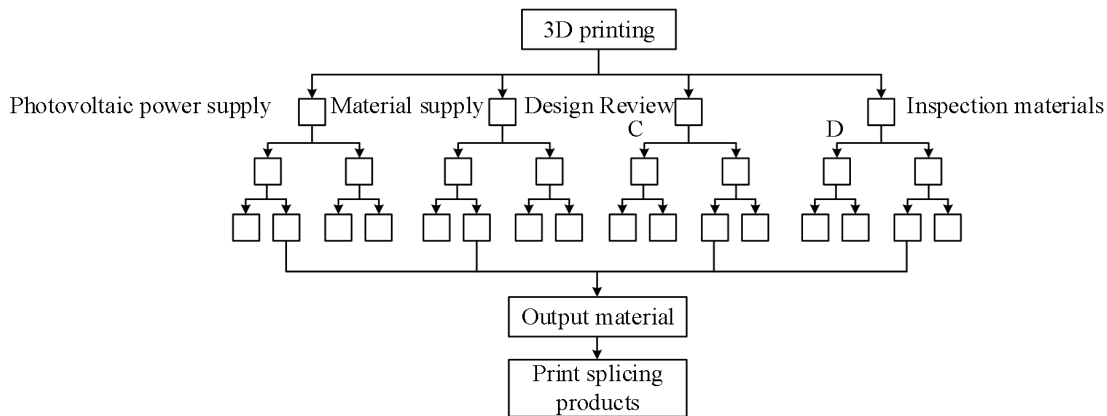 3D printing
Photovoltaic power supply
Material supply
Design Review
Inspection materials
C
D
Output material
Print splicing
products